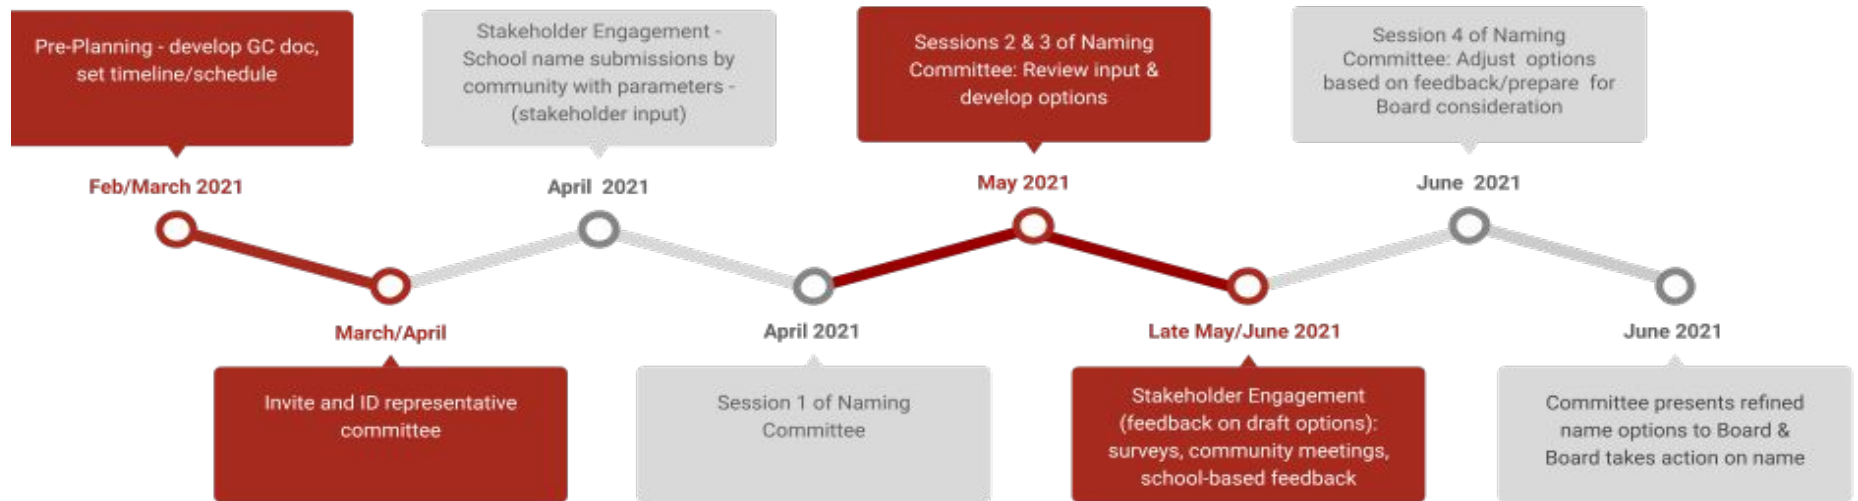 Pre-Planning - develop GC doc,
set timeline/schedule
Feb/March 2021
March/April
Invite and ID representative
committee
Stakeholder Engagement -
School name submissions by
community with parameters -
(stakeholder input)
April 2021
April 2021
Session 1 of Naming
Committee
Sessions 2 & 3 of Naming
Committee: Review input &
develop options
May 2021
Late May/June 2021
Stakeholder Engagement
(feedback on draft options):
surveys, community meetings,
school-based feedback
Session 4 of Naming
Committee: Adjust options
based on feedback/prepare for
Board consideration
June 2021
June 2021
Committee presents refined
name options to Board &
Board takes action on name